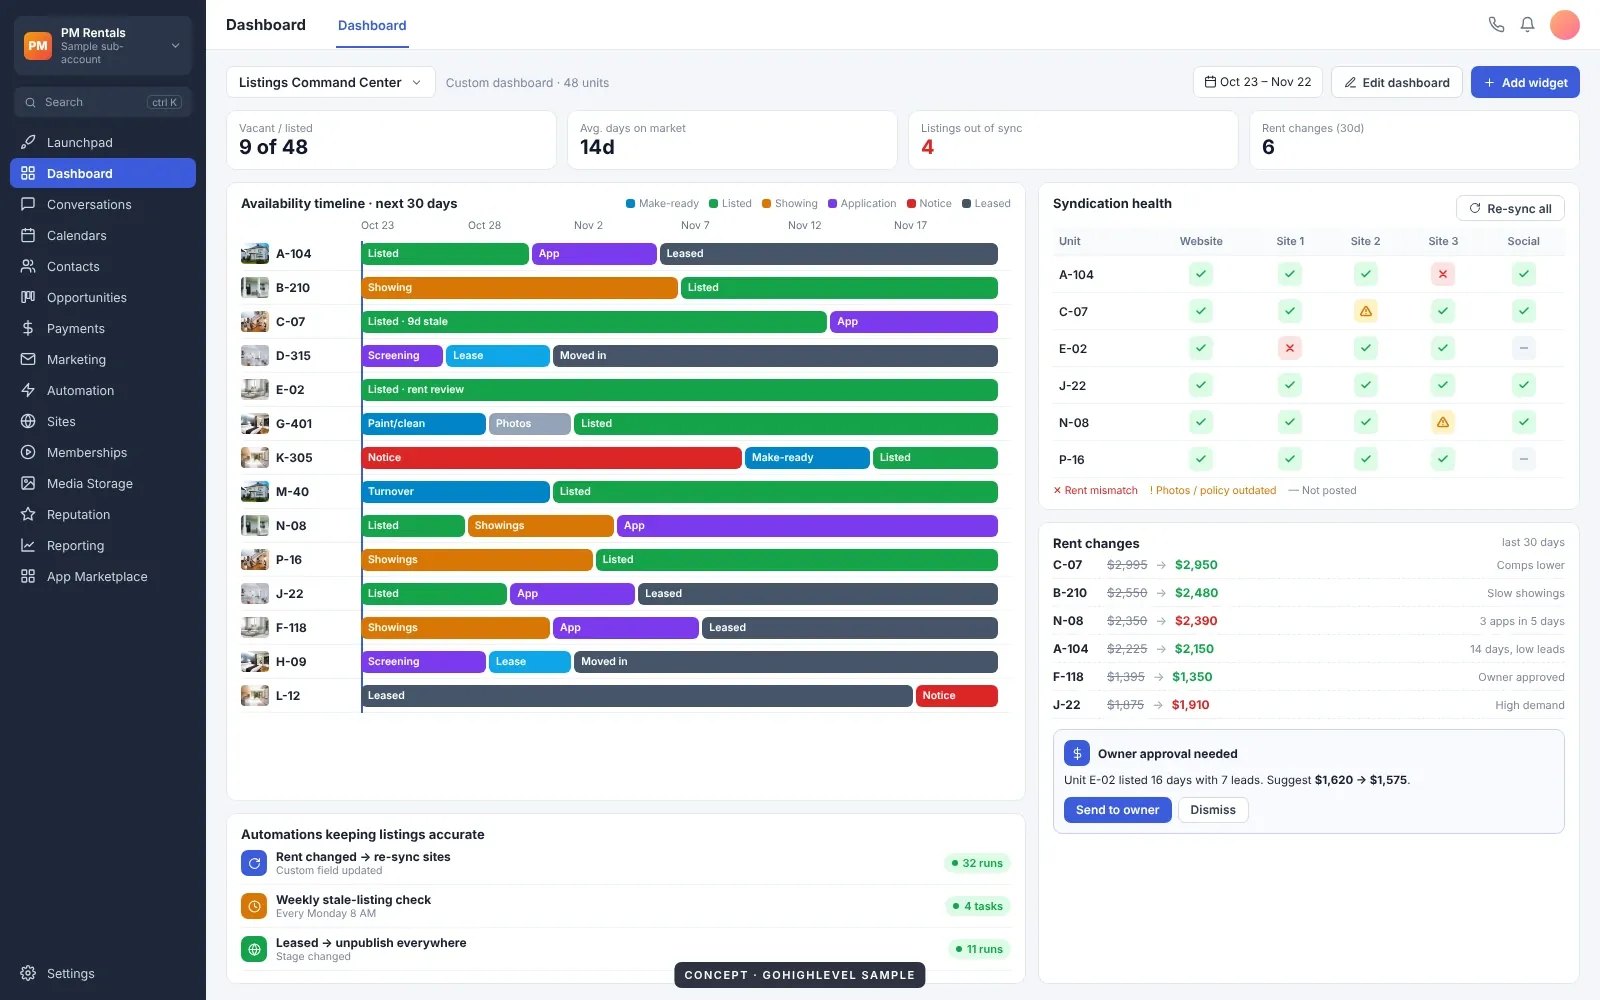 PM
PM Rentals
Sample sub-
account
Search
ctrl K
Launchpad
Dashboard
Conversations
Calendars
Contacts
Opportunities
Payments
Marketing
Automation
Sites
Memberships
Media Storage
Reputation
Reporting
App Marketplace
Settings
Dashboard
Dashboard
Listings Command Center
Custom dashboard · 48 units
Oct 23 – Nov 22
Edit dashboard
+ Add widget
Vacant / listed
9 of 48
Avg. days on market
14d
Listings out of sync
4
Rent changes (30d)
6
Availability timeline · next 30 days
Make-ready Listed Showing Application Notice Leased
Oct 23 Oct 28 Nov 2 Nov 7 Nov 12 Nov 17
A-104 Listed App Leased
B-210 Showing Listed
C-07 Listed · 9d stale App
D-315 Screening Lease Moved in
E-02 Listed · rent review
G-401 Paint/clean Photos Listed
K-305 Notice Make-ready Listed
M-40 Turnover Listed
N-08 Listed Showings App
P-16 Showings Listed
J-22 Listed App Leased
F-118 Showings App Leased
H-09 Screening Lease Moved in
L-12 Leased Notice
Automations keeping listings accurate
Rent changed → re-sync sites
Custom field updated
32 runs
Weekly stale-listing check
Every Monday 8 AM
4 tasks
Leased → unpublish everywhere
Stage changed
11 runs
Syndication health
Re-sync all
Unit Website Site 1 Site 2 Site 3 Social
A-104
C-07
E-02
J-22
N-08
P-16
✕ Rent mismatch ! Photos / policy outdated — Not posted
Rent changes
last 30 days
C-07 $2,995 → $2,950 Comps lower
B-210 $2,550 → $2,480 Slow showings
N-08 $2,350 → $2,390 3 apps in 5 days
A-104 $2,225 → $2,150 14 days, low leads
F-118 $1,395 → $1,350 Owner approved
J-22 $1,875 → $1,910 High demand
$ Owner approval needed
Unit E-02 listed 16 days with 7 leads. Suggest $1,620 → $1,575.
Send to owner
Dismiss
CONCEPT · GOHIGHLEVEL SAMPLE